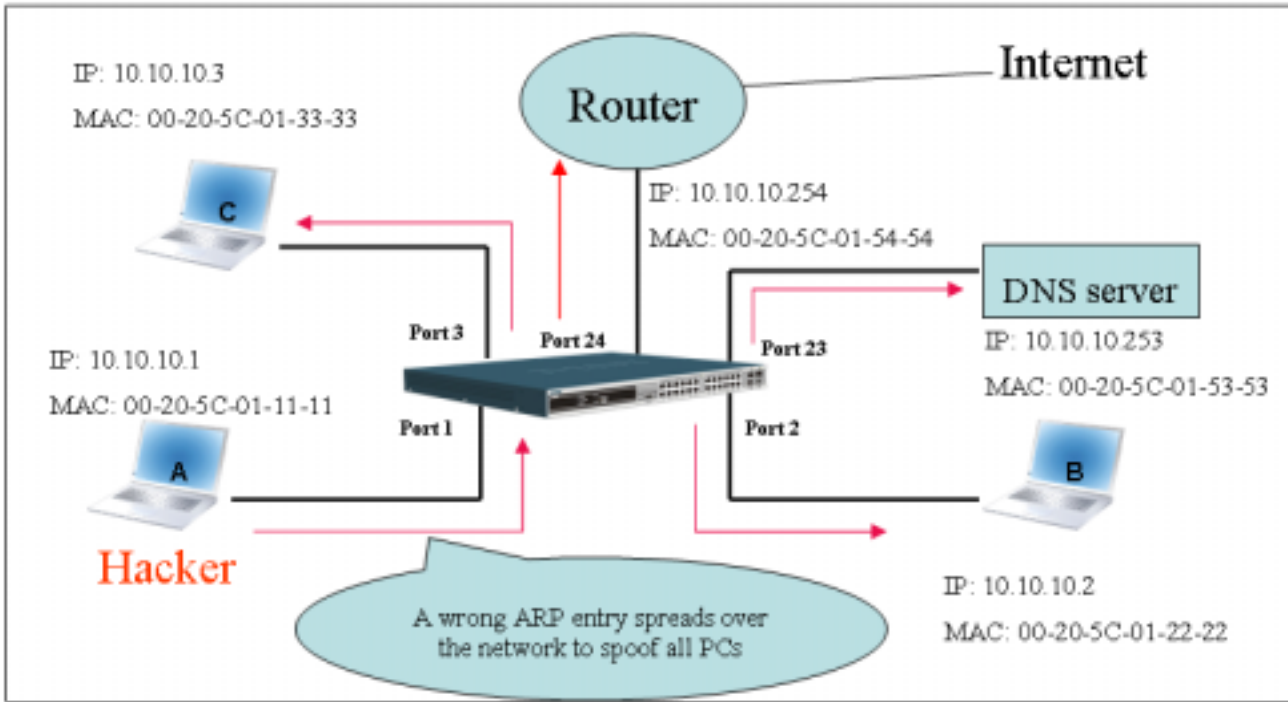 IP: 10.10.10.3
MAC: 00-20-5C-01-33-33
Router
Internet
C
IP: 10.10.10.254
MAC: 00-20-5C-01-54-54
DNS server
Port 3
Port 24
Port 23
IP: 10.10.10.253
MAC: 00-20-5C-01-53-53
IP: 10.10.10.1
MAC: 00-20-5C-01-11-11
Port 1
Port 2
A
B
Hacker
A wrong ARP entry spreads over
the network to spoof all PCs
IP: 10.10.10.2
MAC: 00-20-5C-01-22-22